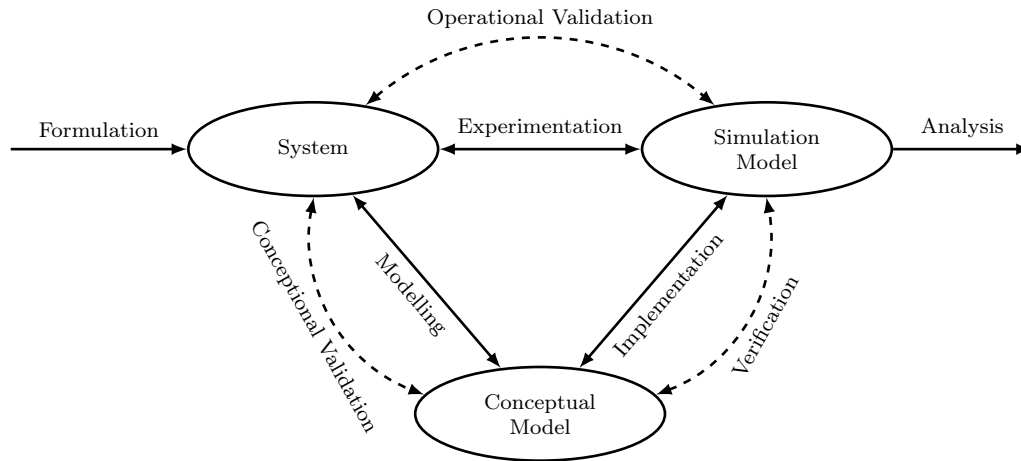 Operational Validation
Formulation
System
Experimentation
Simulation
Model
Analysis
Conceptional Validation
Modelling
Implementation
Verification
Conceptual
Model